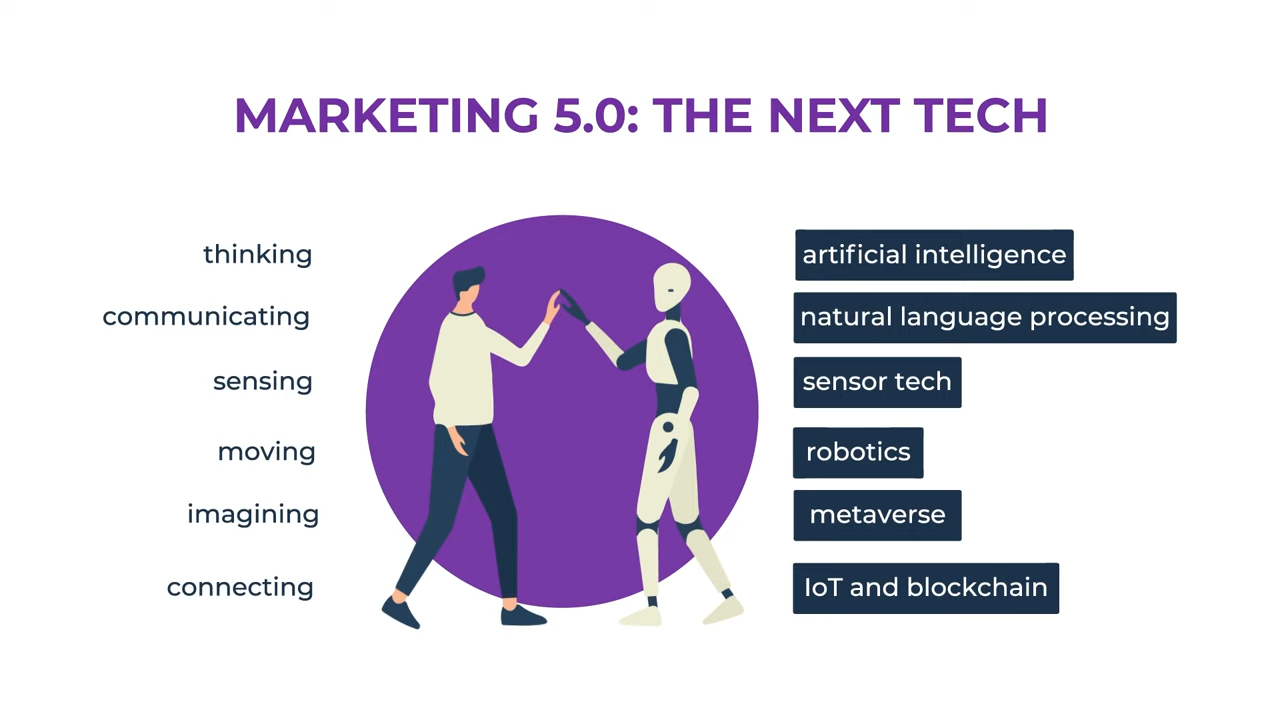 MARKETING 5.0: THE NEXT TECH
thinking
artificial intelligence
communicating
natural language processing
sensing
sensor tech
moving
robotics
imagining
metaverse
connecting
IoT and blockchain